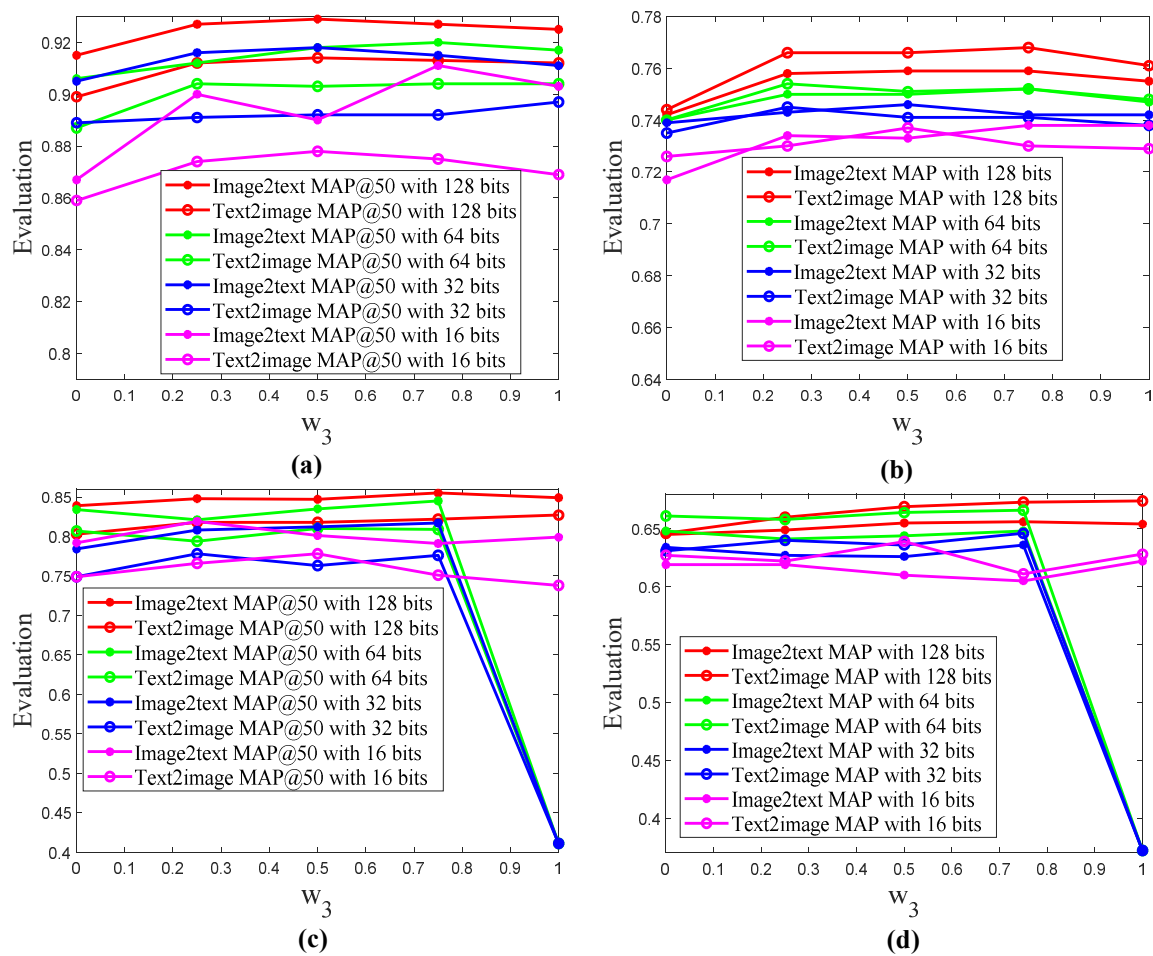 0.92
0.9
0.88
0.86
0.84
0.82
0.8
Evaluation
Image2text MAP@50 with 128 bits
Text2image MAP@50 with 128 bits
Image2text MAP@50 with 64 bits
Text2image MAP@50 with 64 bits
Image2text MAP@50 with 32 bits
Text2image MAP@50 with 32 bits
Image2text MAP@50 with 16 bits
Text2image MAP@50 with 16 bits
0 0.1 0.2 0.3 0.4 0.5 0.6 0.7 0.8 0.9 1
w3
(a)
0.78
0.76
0.74
0.72
0.7
0.68
0.66
0.64
Evaluation
Image2text MAP with 128 bits
Text2image MAP with 128 bits
Image2text MAP with 64 bits
Text2image MAP with 64 bits
Image2text MAP with 32 bits
Text2image MAP with 32 bits
Image2text MAP with 16 bits
Text2image MAP with 16 bits
0 0.1 0.2 0.3 0.4 0.5 0.6 0.7 0.8 0.9 1
w3
(b)
0.85
0.8
0.75
0.7
0.65
0.6
0.55
0.5
0.45
0.4
Evaluation
Image2text MAP@50 with 128 bits
Text2image MAP@50 with 128 bits
Image2text MAP@50 with 64 bits
Text2image MAP@50 with 64 bits
Image2text MAP@50 with 32 bits
Text2image MAP@50 with 32 bits
Image2text MAP@50 with 16 bits
Text2image MAP@50 with 16 bits
0 0.1 0.2 0.3 0.4 0.5 0.6 0.7 0.8 0.9 1
w3
(c)
0.65
0.6
0.55
0.5
0.45
0.4
Evaluation
Image2text MAP with 128 bits
Text2image MAP with 128 bits
Image2text MAP with 64 bits
Text2image MAP with 64 bits
Image2text MAP with 32 bits
Text2image MAP with 32 bits
Image2text MAP with 16 bits
Text2image MAP with 16 bits
0 0.1 0.2 0.3 0.4 0.5 0.6 0.7 0.8 0.9 1
w3
(d)